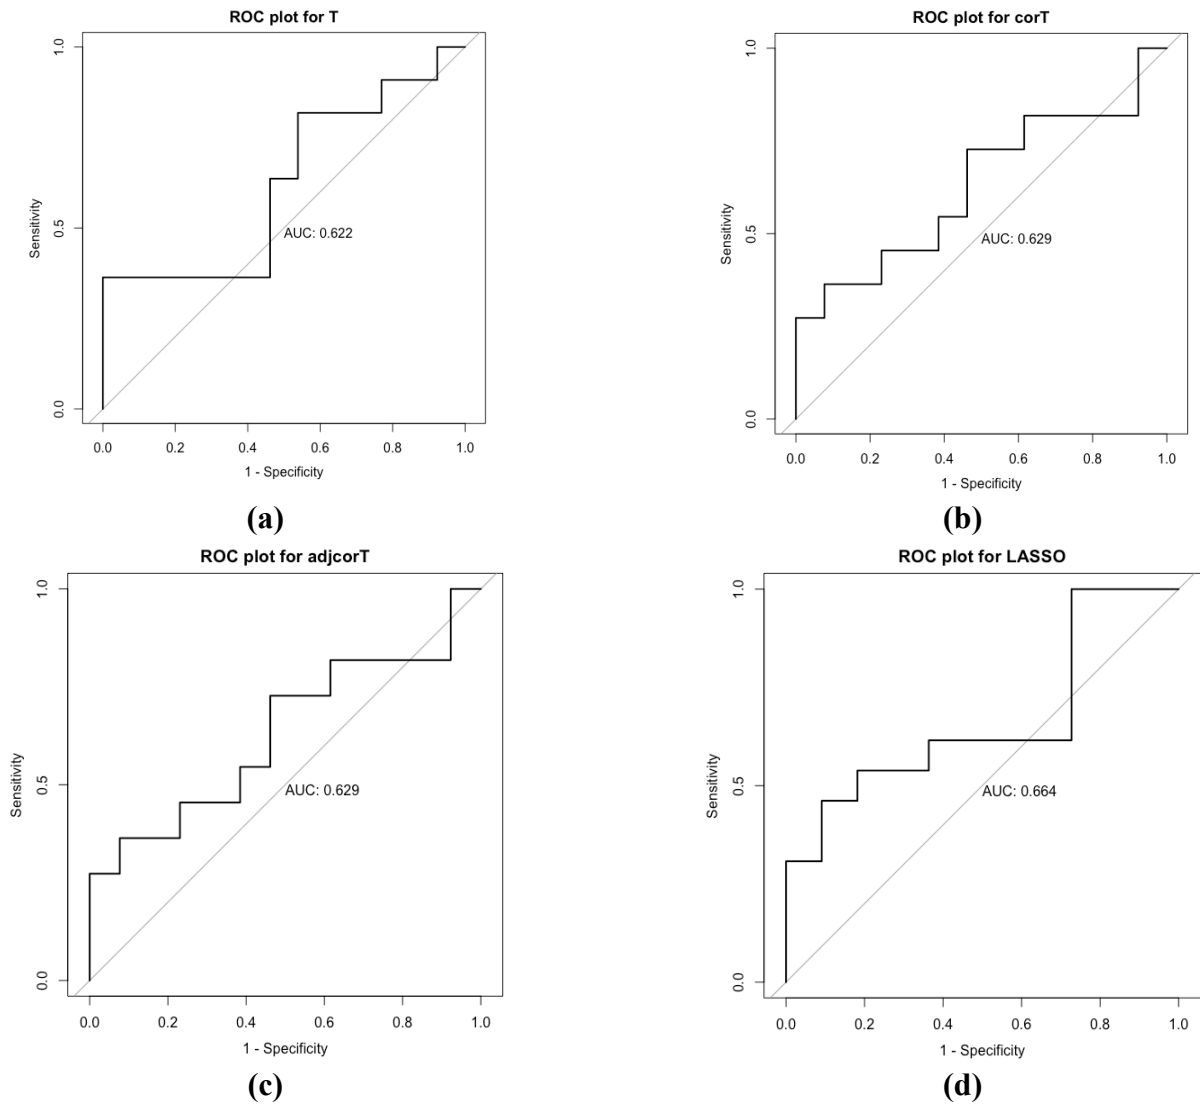 ROC plot for T
1.0
0.5
0.0
Sensitivity
AUC: 0.622
0.0 0.2 0.4 0.6 0.8 1.0
1 - Specificity
(a)
ROC plot for corT
1.0
0.5
0.0
Sensitivity
AUC: 0.629
0.0 0.2 0.4 0.6 0.8 1.0
1 - Specificity
(b)
ROC plot for adjcorT
1.0
0.5
0.0
Sensitivity
AUC: 0.629
0.0 0.2 0.4 0.6 0.8 1.0
1 - Specificity
(c)
ROC plot for LASSO
1.0
0.5
0.0
Sensitivity
AUC: 0.664
0.0 0.2 0.4 0.6 0.8 1.0
1 - Specificity
(d)